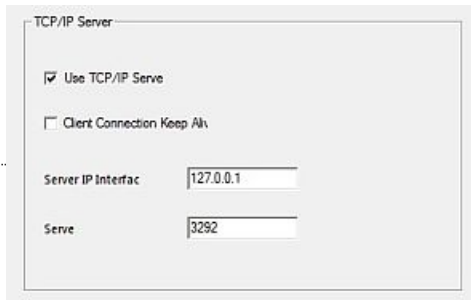 TCP/IP Server
Use TCP/IP Serve
Client Connection Keep Aliv
Server IP Interfac 127.0.0.1
Serve 3292